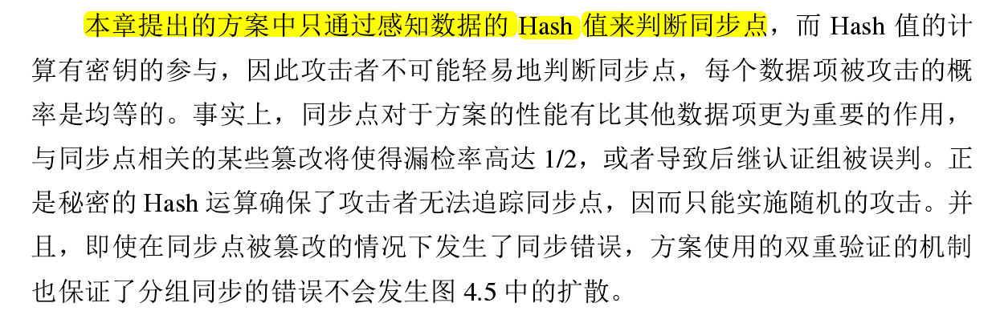 本章提出的方案中只通过感知数据的 Hash 值来判断同步点，而 Hash 值的计
算有密钥的参与，因此攻击者不可能轻易地判断同步点，每个数据项被攻击的概
率是均等的。事实上，同步点对于方案的性能有比其他数据项更为重要的作用，
与同步点相关的某些篡改将使得漏检率高达 1/2，或者导致后继认证组被误判。正
是秘密的 Hash 运算确保了攻击者无法追踪同步点，因而只能实施随机的攻击。并
且，即使在同步点被篡改的情况下发生了同步错误，方案使用的双重验证的机制
也保证了分组同步的错误不会发生图 4.5 中的扩散。